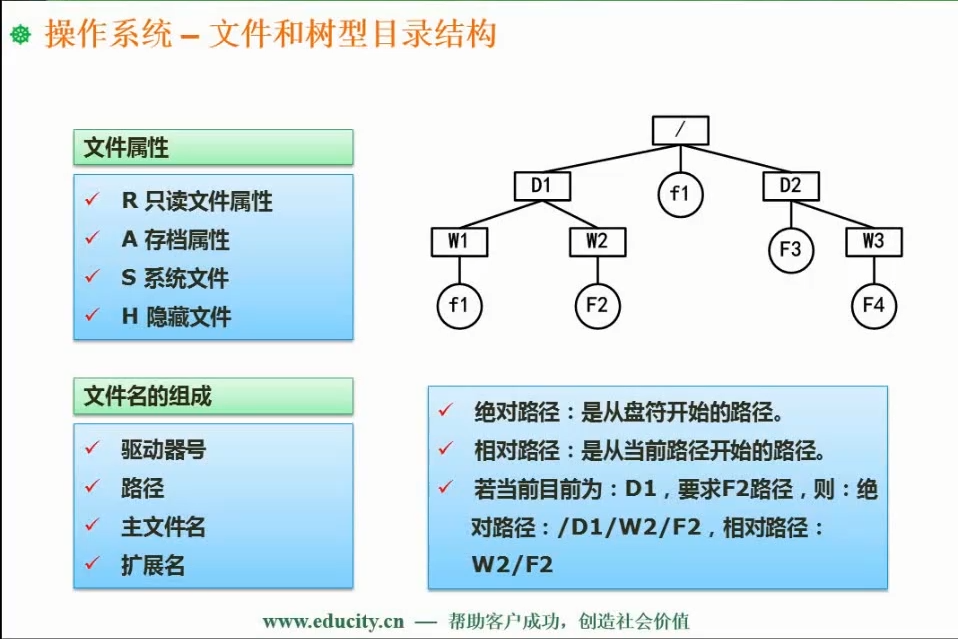 操作系统 – 文件和树型目录结构
文件属性
R 只读文件属性
A 存档属性
S 系统文件
H 隐藏文件
文件名的组成
驱动器号
路径
主文件名
扩展名
/
D1
f1
D2
W1
W2
F3
W3
f1
F2
F4
绝对路径：是从盘符开始的路径。
相对路径：是从当前路径开始的路径。
若当前目前为：D1，要求F2路径，则：绝
对路径：/D1/W2/F2，相对路径：
W2/F2
www.educity.cn — 帮助客户成功，创造社会价值